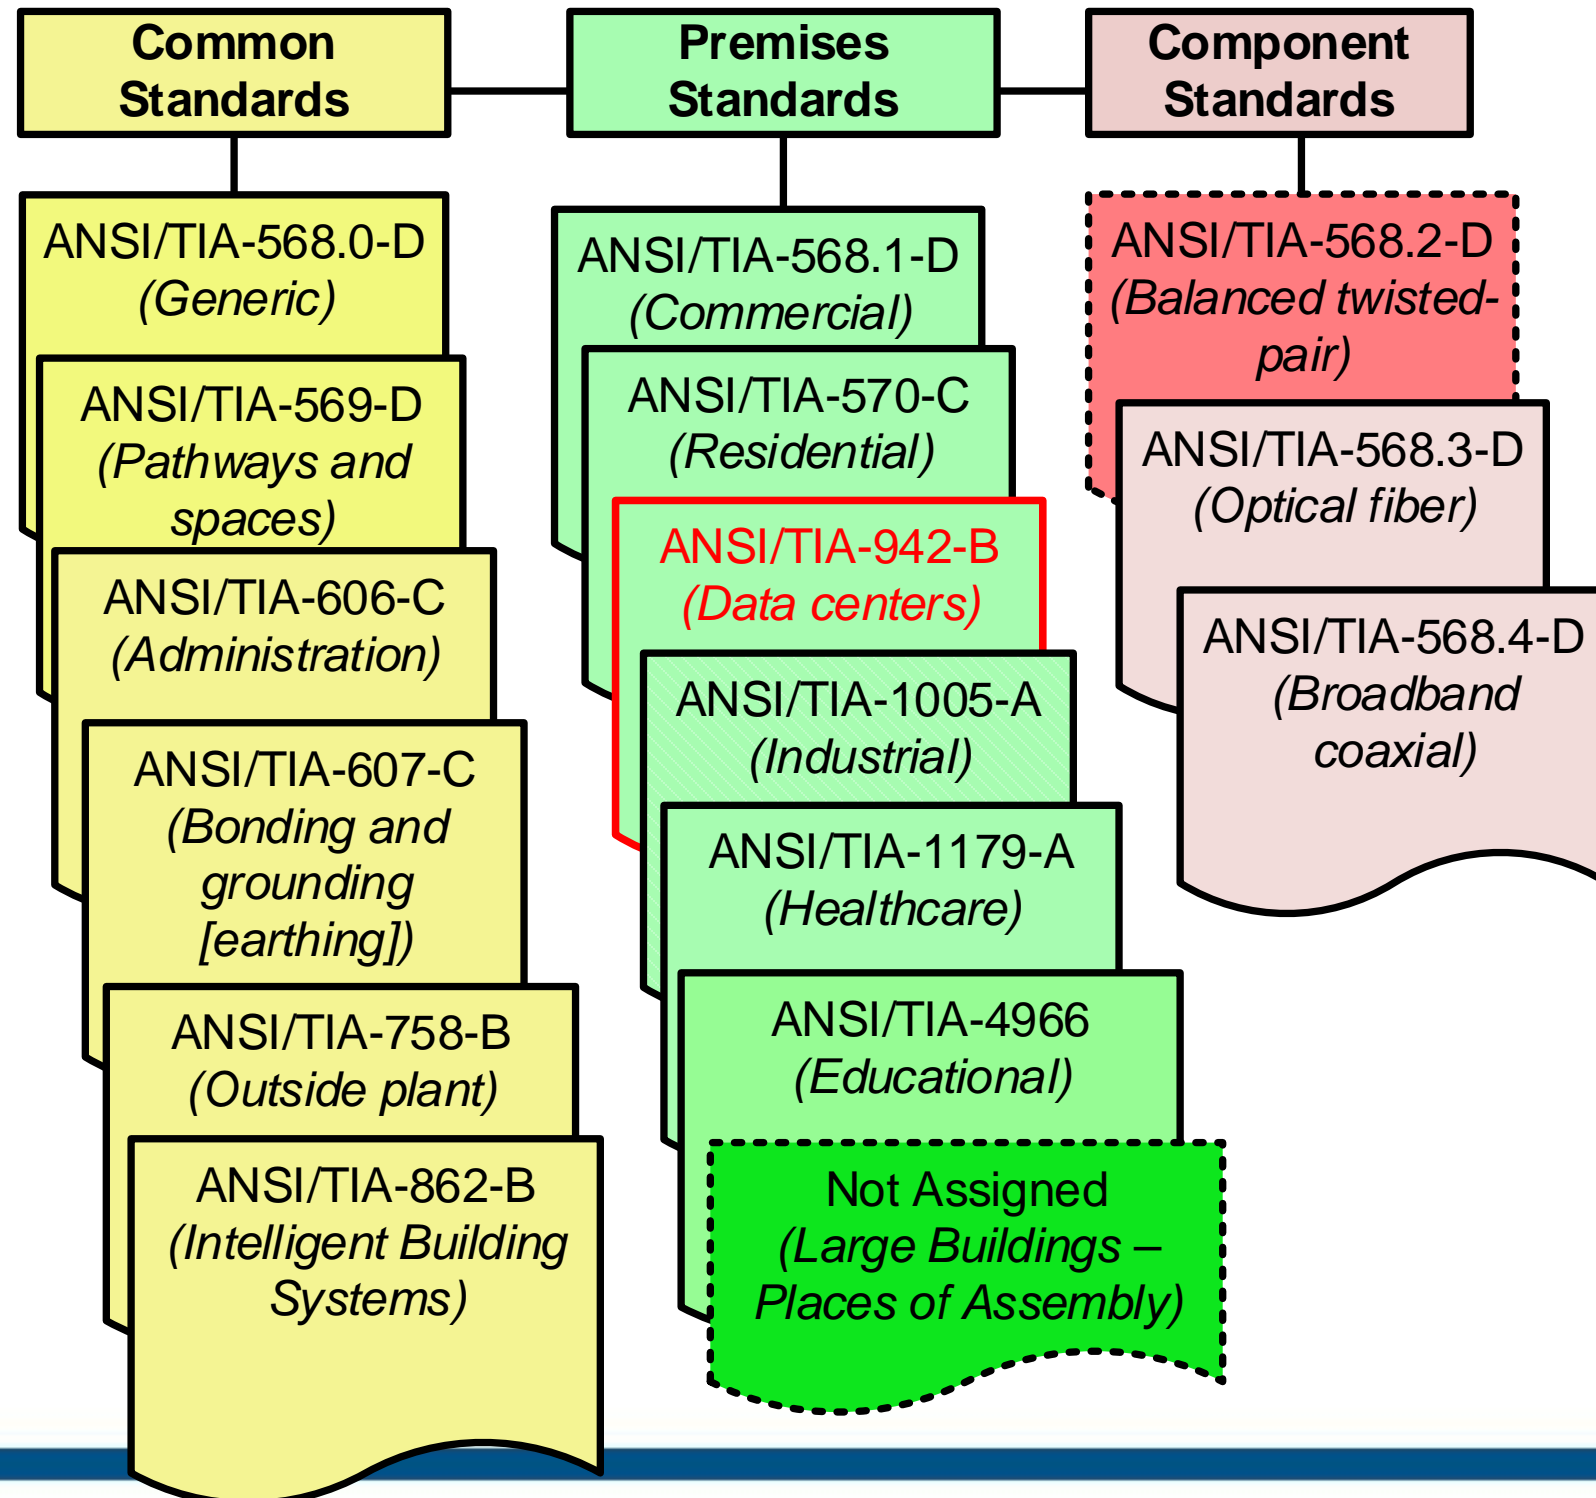 Common
Standards
Premises
Standards
Component
Standards
ANSI/TIA-568.0-D
(Generic)
ANSI/TIA-569-D
(Pathways and
spaces)
ANSI/TIA-606-C
(Administration)
ANSI/TIA-607-C
(Bonding and
grounding
[earthing])
ANSI/TIA-758-B
(Outside plant)
ANSI/TIA-862-B
(Intelligent Building
Systems)
ANSI/TIA-568.1-D
(Commercial)
ANSI/TIA-570-C
(Residential)
ANSI/TIA-942-B
(Data centers)
ANSI/TIA-1005-A
(Industrial)
ANSI/TIA-1179-A
(Healthcare)
ANSI/TIA-4966
(Educational)
Not Assigned
(Large Buildings –
Places of Assembly)
ANSI/TIA-568.2-D
(Balanced twisted-
pair)
ANSI/TIA-568.3-D
(Optical fiber)
ANSI/TIA-568.4-D
(Broadband
coaxial)